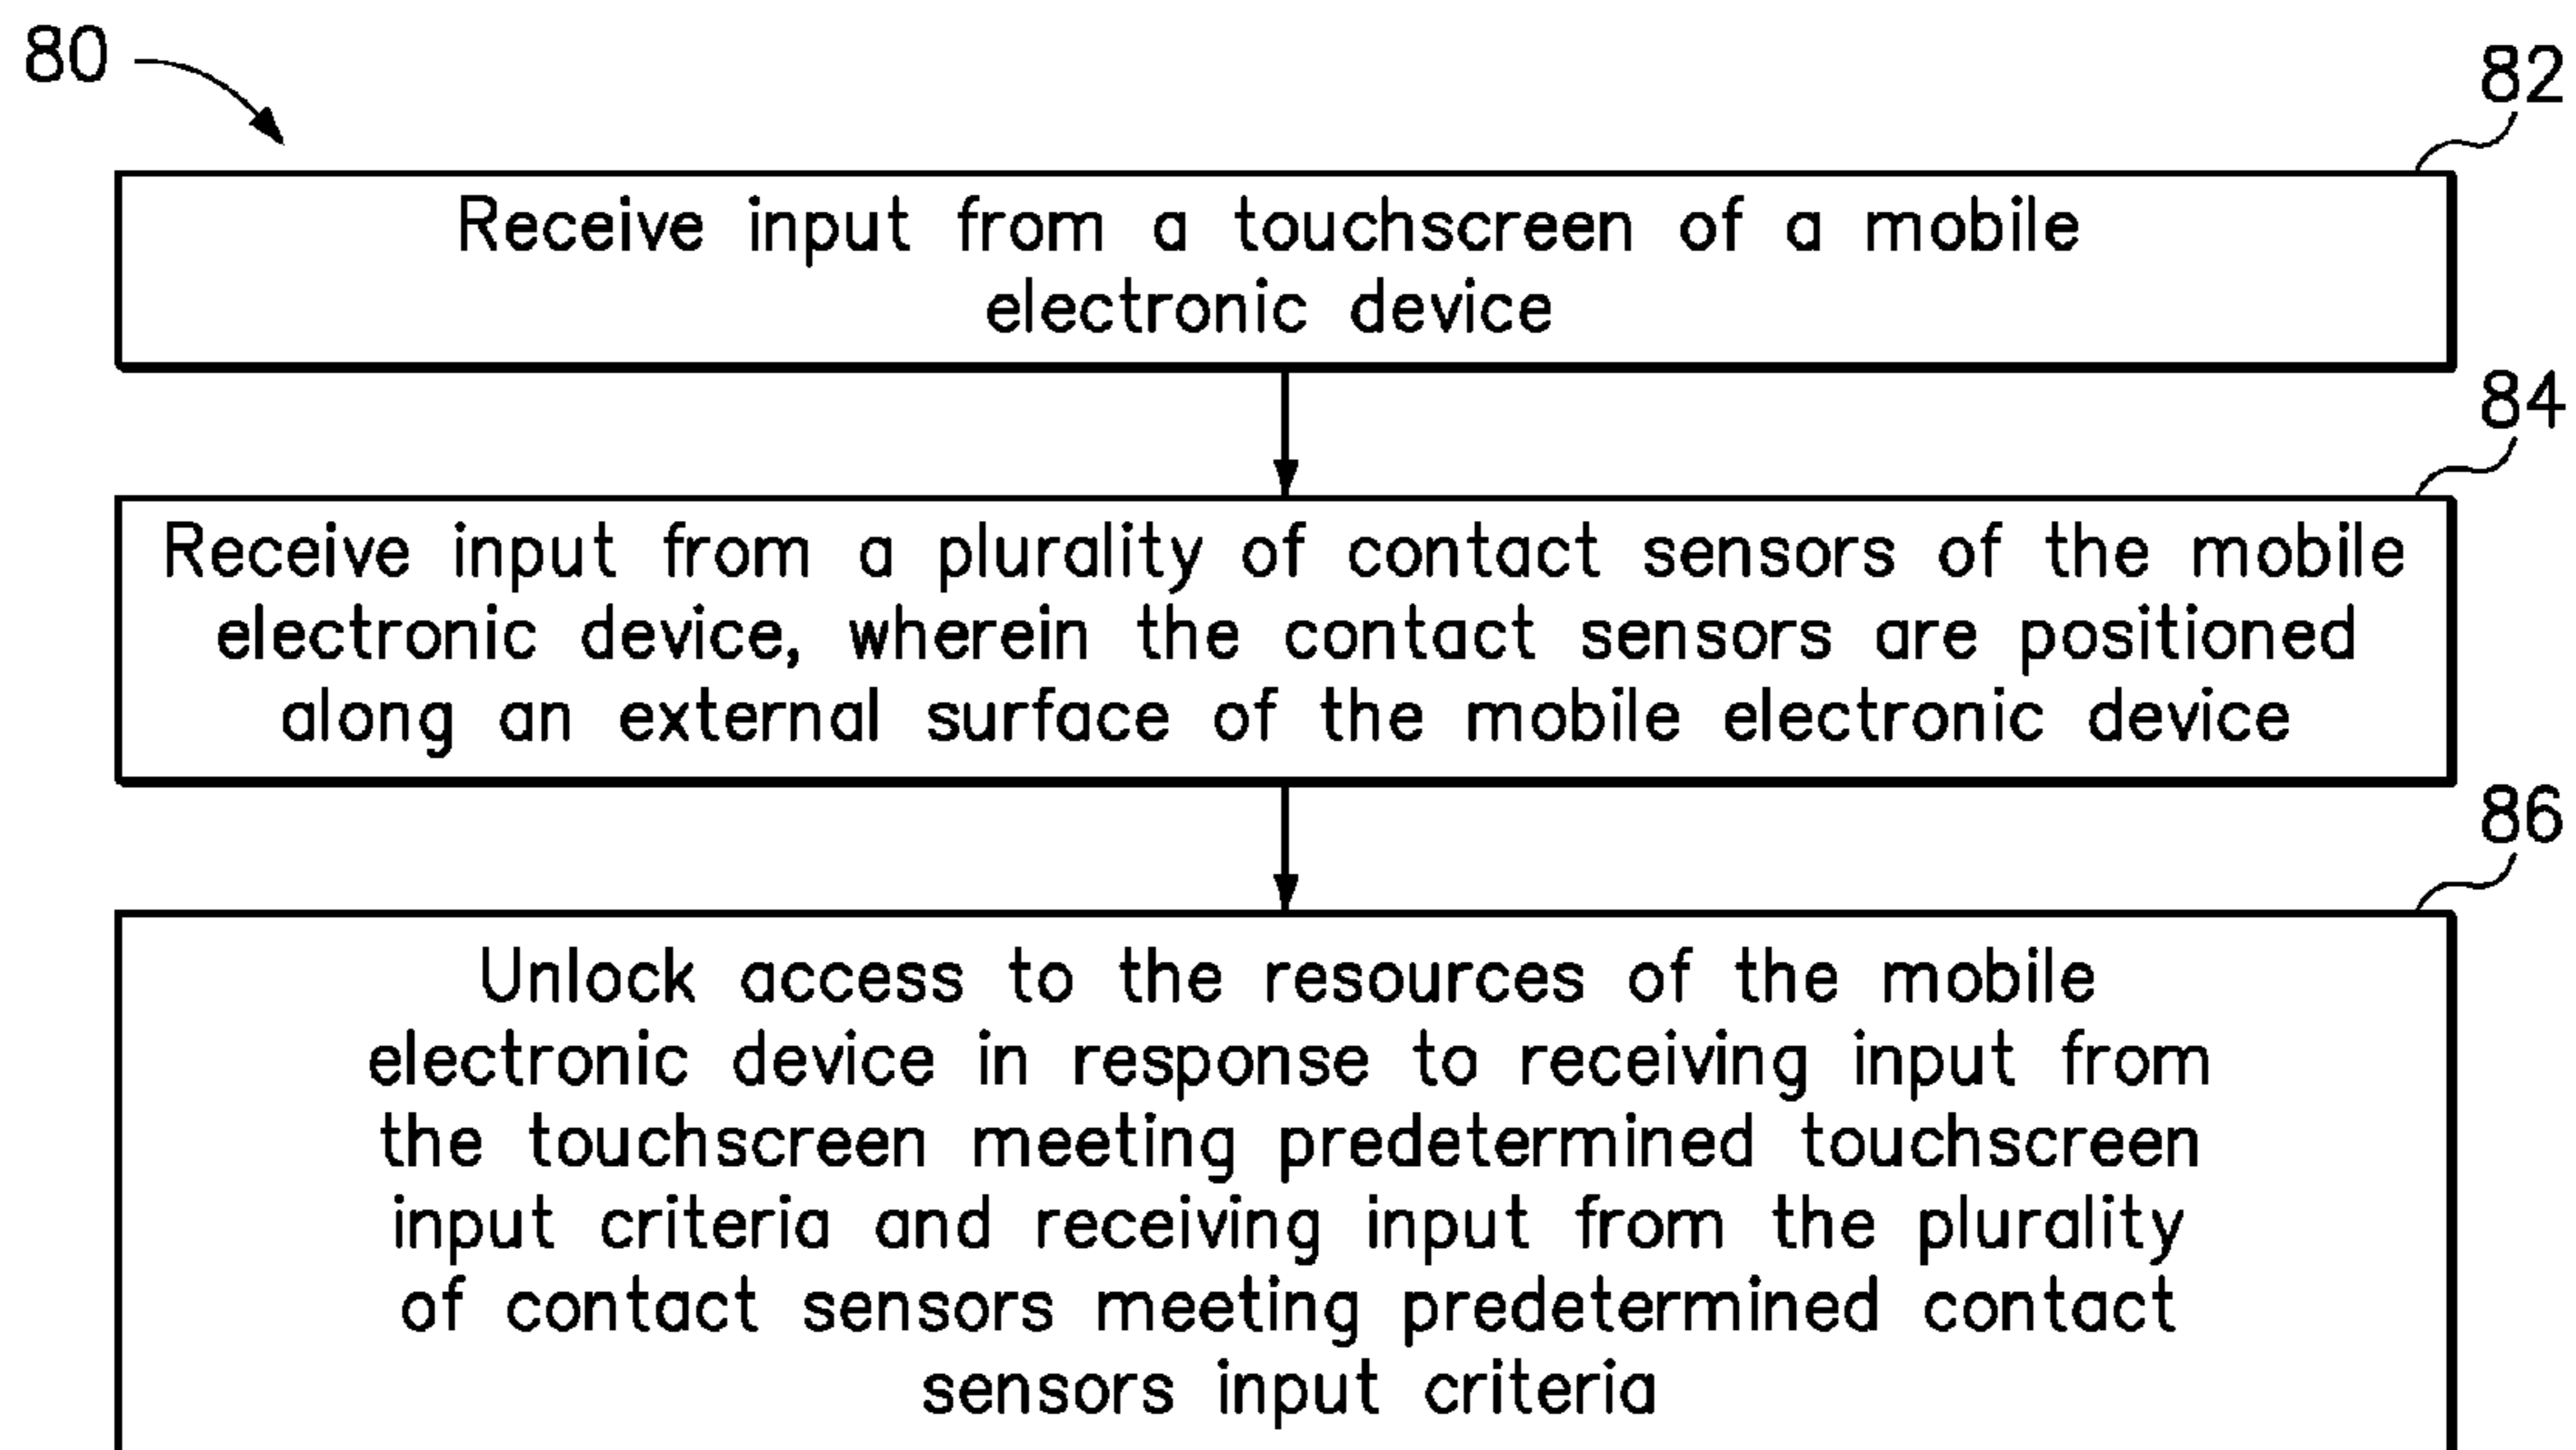 80
82
Receive input from a touchscreen of a mobile
electronic device
84
Receive input from a plurality of contact sensors of the mobile
electronic device, wherein the contact sensors are positioned
along an external surface of the mobile electronic device
86
Unlock access to the resources of the mobile
electronic device in response to receiving input from
the touchscreen meeting predetermined touchscreen
input criteria and receiving input from the plurality
of contact sensors meeting predetermined contact
sensors input criteria